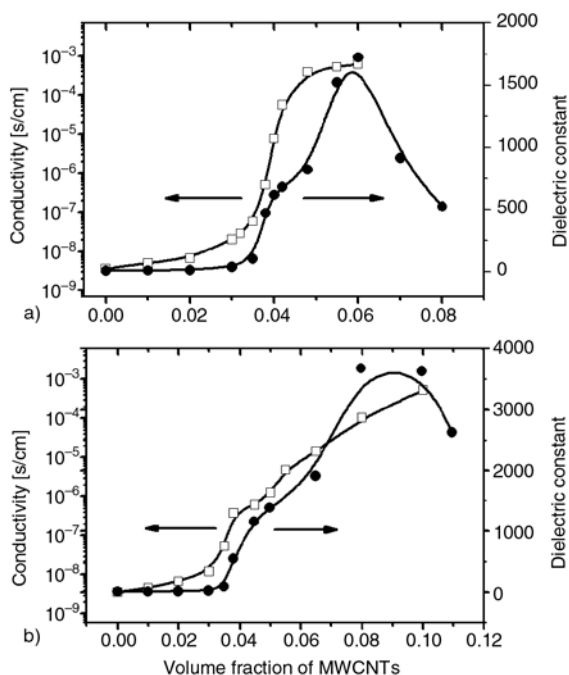 10⁻³
10⁻⁴
10⁻⁵
10⁻⁶
10⁻⁷
10⁻⁸
10⁻⁹
Conductivity [s/cm]
2000
1500
1000
500
0
Dielectric constant
0.00 0.02 0.04 0.06 0.08
a)
10⁻³
10⁻⁴
10⁻⁵
10⁻⁶
10⁻⁷
10⁻⁸
10⁻⁹
Conductivity [s/cm]
4000
3000
2000
1000
0
Dielectric constant
0.00 0.02 0.04 0.06 0.08 0.10 0.12
b)
Volume fraction of MWCNTs